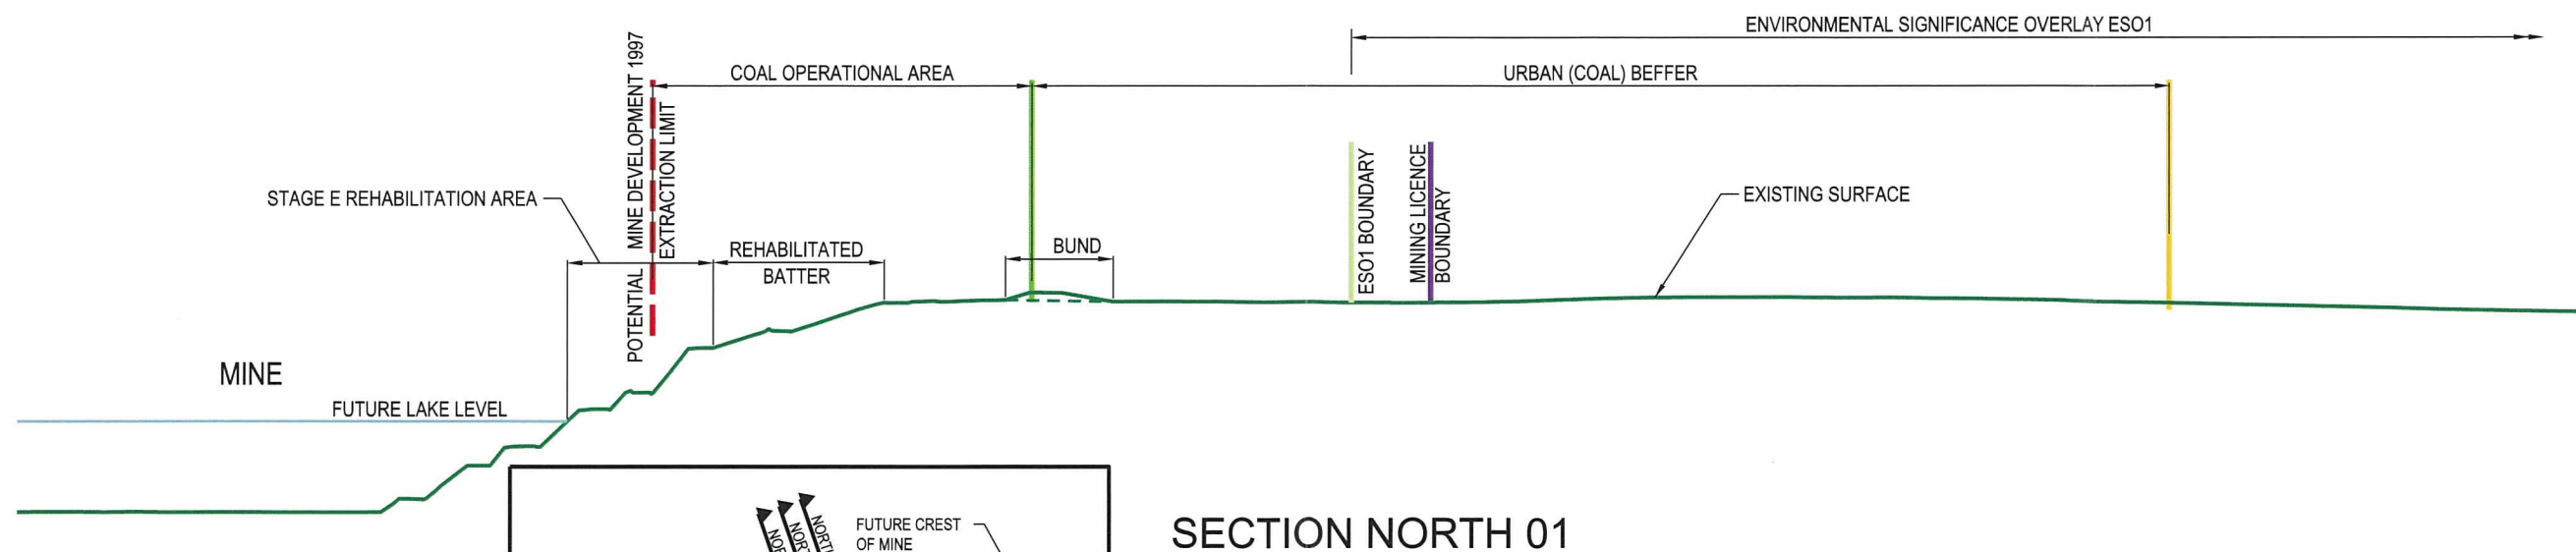 ENVIRONMENTAL SIGNIFICANCE OVERLAY ESO1
COAL OPERATIONAL AREA
URBAN (COAL) BEFFER
POTENTIAL MINE DEVELOPMENT 1997
EXTRACTION LIMIT
STAGE E REHABILITATION AREA
REHABILITATED
BATTER
BUND
ESO1 BOUNDARY
MINING LICENCE
BOUNDARY
EXISTING SURFACE
MINE
FUTURE LAKE LEVEL
FUTURE CREST
OF MINE
SECTION NORTH 01